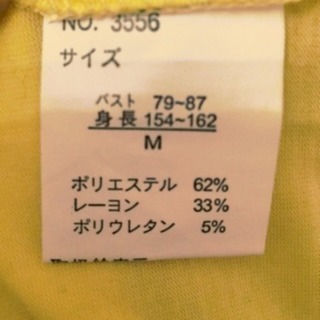 NO. 3556
サイズ
バスト 79~87
身長 154~162
M
ポリエステル 62%
レーヨン 33%
ポリウレタン 5%